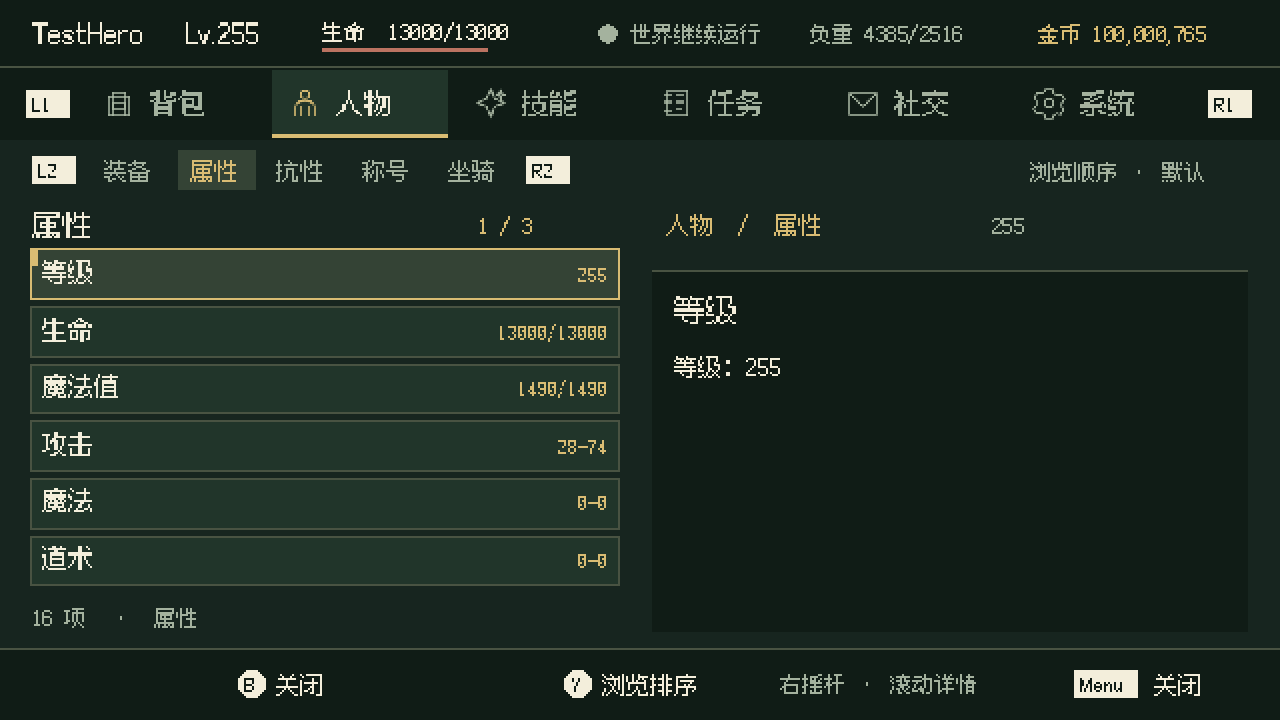 TestHero Lv.255 生命 13000/13000 世界继续运行 负重 4385/2516 金币 100,000,765
L1 背包 人物 技能 任务 社交 系统 R1
L2 装备 属性 抗性 称号 坐骑 R2 浏览顺序 · 默认
属性 1 / 3 人物 / 属性 255
等级 255
生命 13000/13000
魔法值 1490/1490
攻击 28-74
魔法 0-0
道术 0-0
16 项 · 属性
等级
等级: 255
B 关闭 Y 浏览排序 右摇杆 · 滚动详情 Menu 关闭